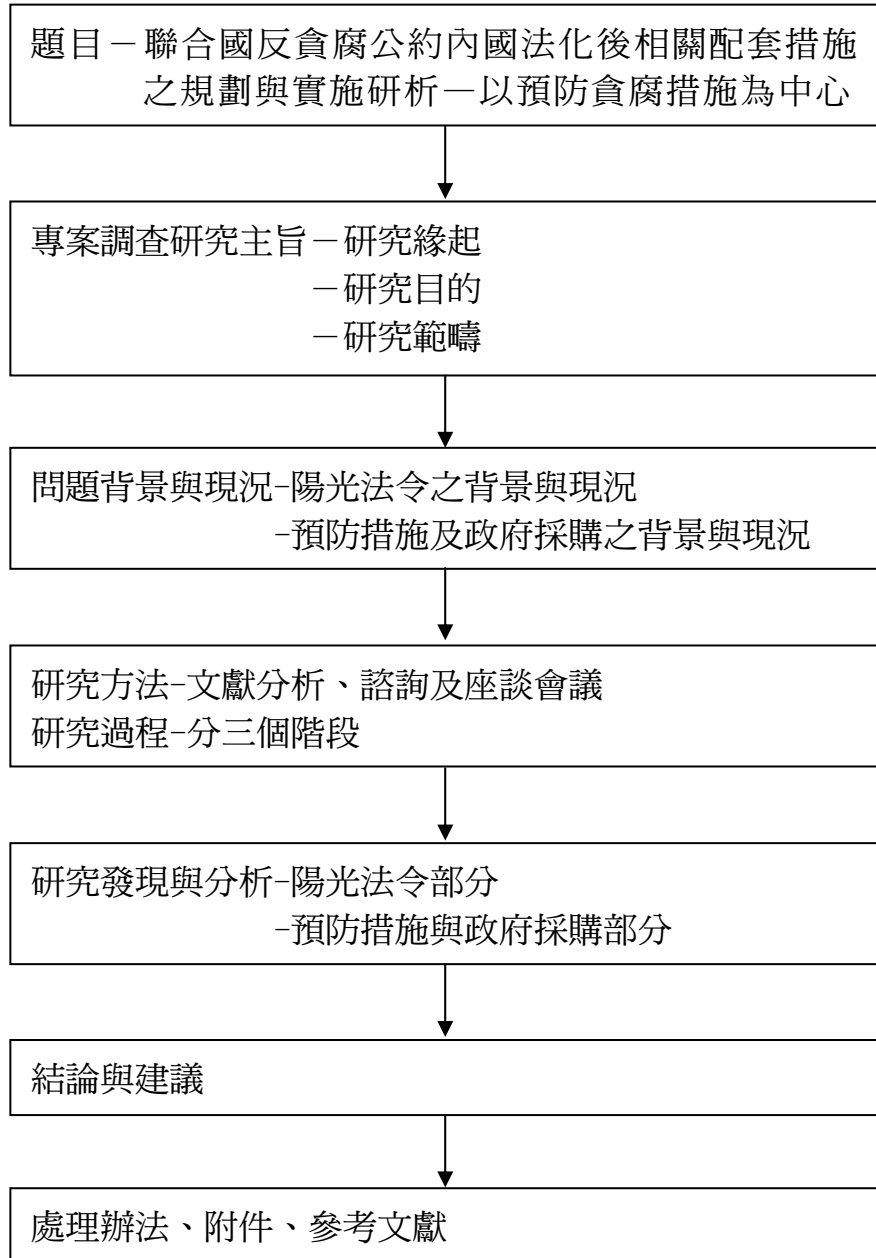 題目－聯合國反貪腐公約內國法化後相關配套措施
之規劃與實施研析—以預防貪腐措施為中心
專案調查研究主旨－研究緣起
－研究目的
－研究範疇
問題背景與現況-陽光法令之背景與現況
-預防措施及政府採購之背景與現況
研究方法-文獻分析、諮詢及座談會議
研究過程-分三個階段
研究發現與分析-陽光法令部分
-預防措施與政府採購部分
結論與建議
處理辦法、附件、參考文獻